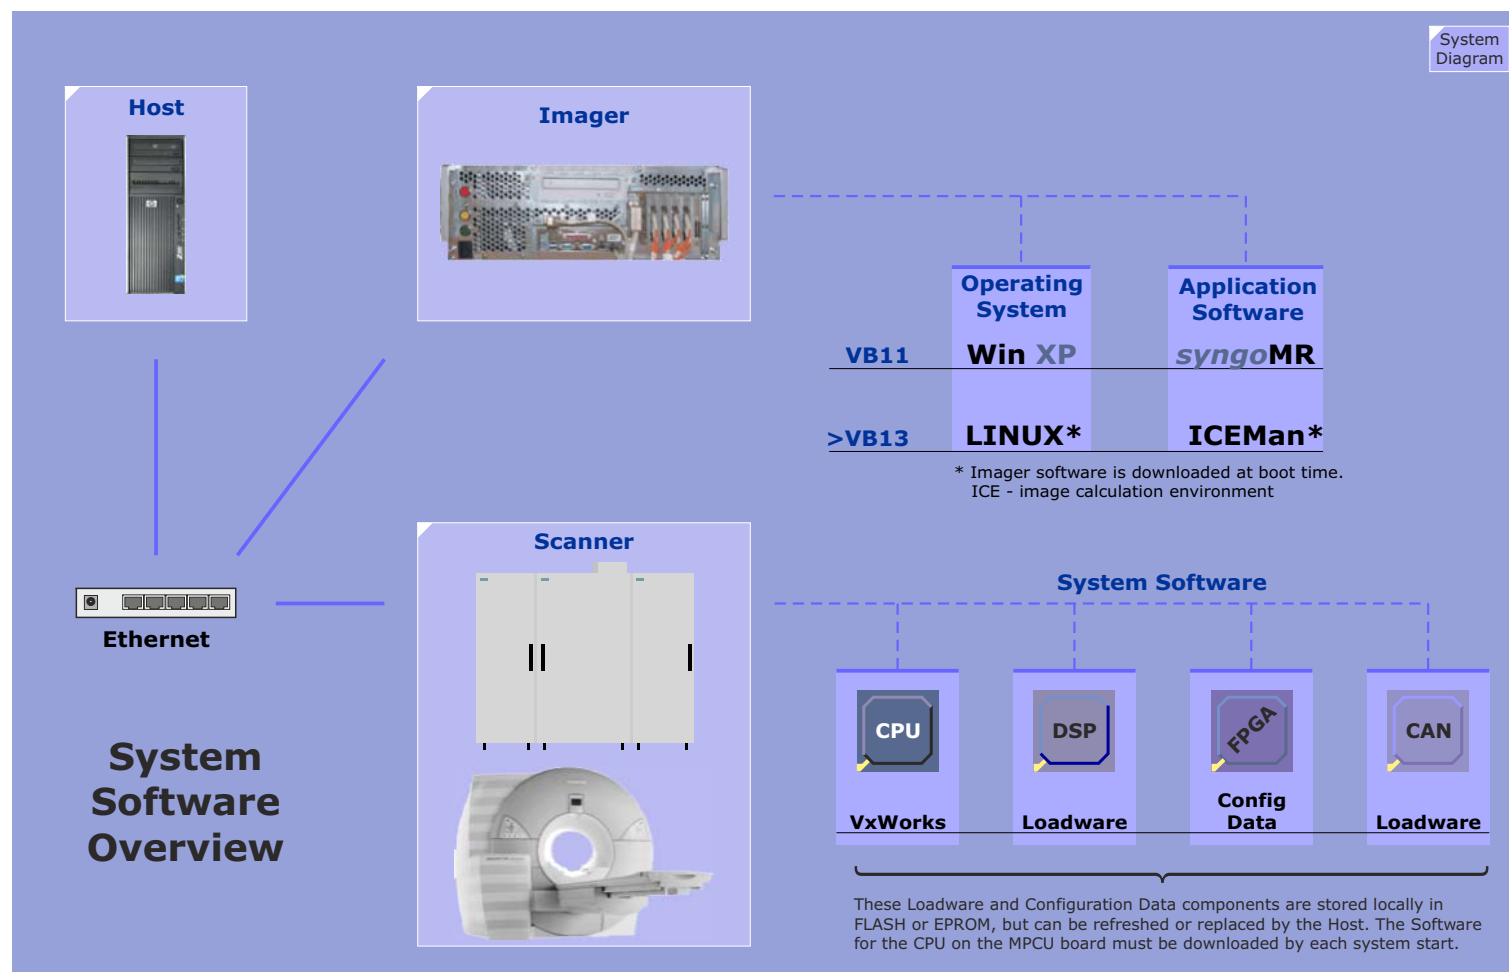 System
Diagram
Host
Imager
Operating
System
Application
Software
VB11
Win XP
syngoMR
>VB13
LINUX*
ICEMan*
* Imager software is downloaded at boot time.
ICE - image calculation environment
Scanner
System Software
Ethernet
CPU
DSP
FPGA
CAN
VxWorks
Loadware
Config
Data
Loadware
System
Software
Overview
These Loadware and Configuration Data components are stored locally in
FLASH or EPROM, but can be refreshed or replaced by the Host. The Software
for the CPU on the MPCU board must be downloaded by each system start.